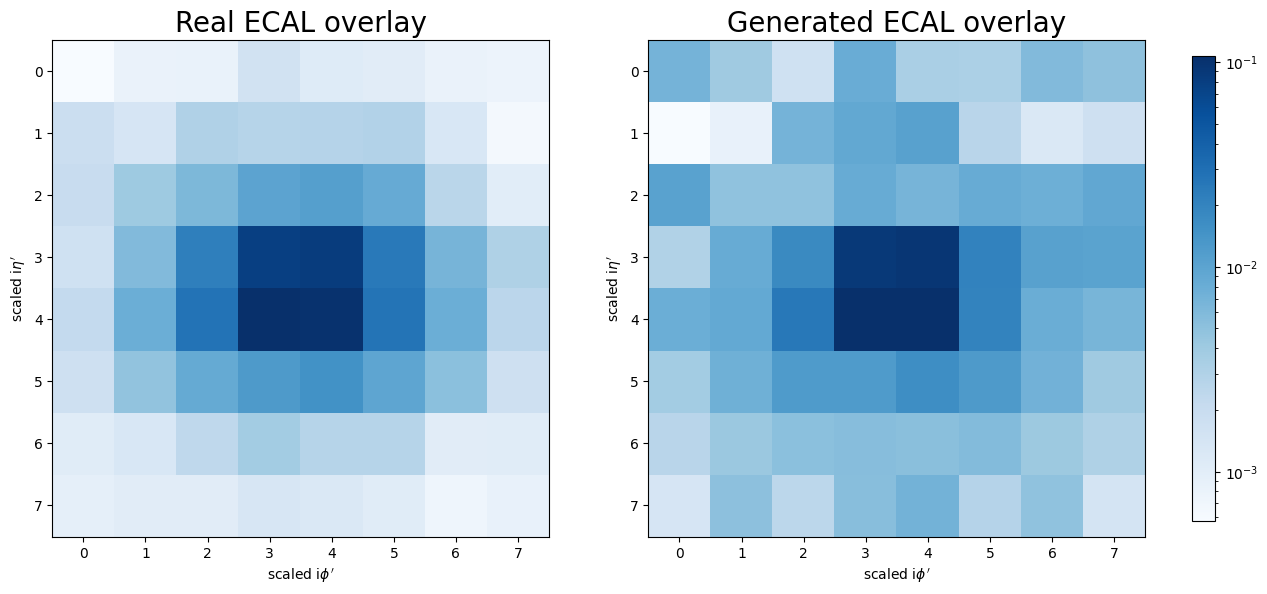 Real ECAL overlay
Generated ECAL overlay
0
1
2
3
4
5
6
7
scaled iη′
0 1 2 3 4 5 6 7
scaled iϕ′
0
1
2
3
4
5
6
7
scaled iη′
0 1 2 3 4 5 6 7
scaled iϕ′
10⁻¹
10⁻²
10⁻³